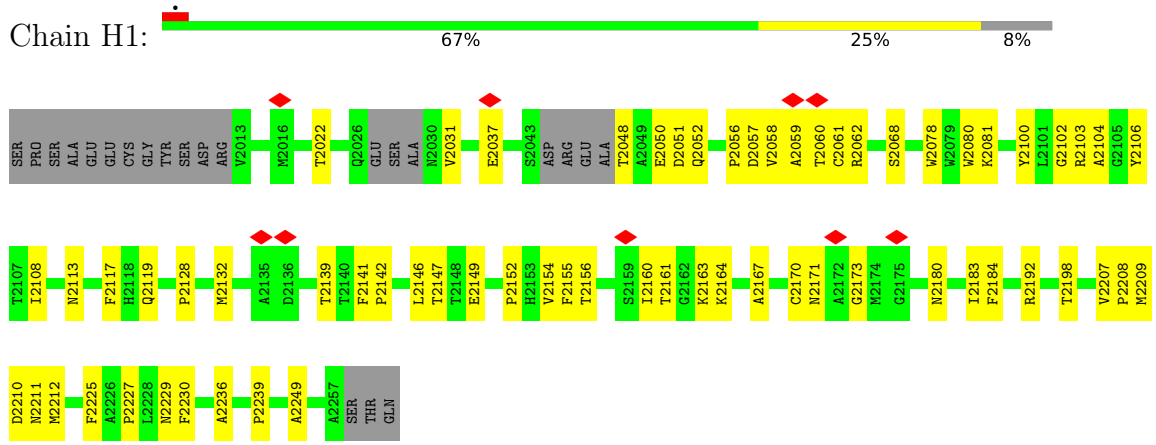 Chain H1:
67% 25% 8%
SER PRO SER ALA GLU GLU CYS GLY TYR SER ASP ARG V2013 M2016 T2022 Q2026 GLU SER ALA N2030 V2031 E2037 S2043 ASP ARG GLU ALA T2048 A2049 E2050 D2051 Q2052 P2056 D2057 V2058 A2059 T2060 C2061 R2062 S2068 W2078 W2079 W2080 K2081 Y2100 L2101 G2102 R2103 A2104 G2105 Y2106
T2107 I2108 N2113 F2117 H2118 Q2119 P2128 M2132 A2135 D2136 T2139 T2140 F2141 P2142 L2146 T2147 T2148 E2149 P2152 H2153 V2154 F2155 T2156 S2159 I2160 T2161 G2162 K2163 K2164 A2167 C2170 N2171 A2172 G2173 M2174 G2175 N2180 I2183 F2184 R2192 T2198 V2207 P2208 M2209
D2210 N2211 M2212 F2225 A2226 P2227 L2228 N2229 F2230 A2236 P2239 A2249 A2257 SER THR GLN